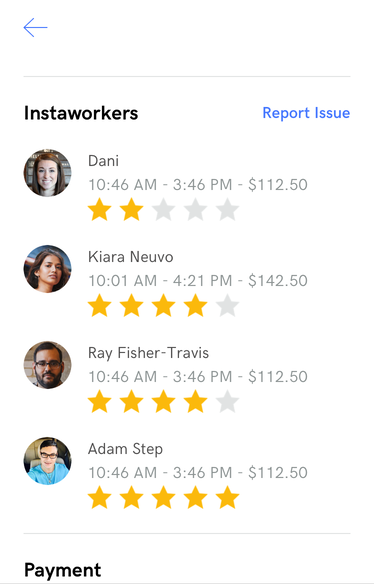 Instaworkers
Report Issue
Dani
10:46 AM - 3:46 PM - $112.50
Kiara Neuvo
10:01 AM - 4:21 PM - $142.50
Ray Fisher-Travis
10:46 AM - 3:46 PM - $112.50
Adam Step
10:46 AM - 3:46 PM - $112.50
Payment